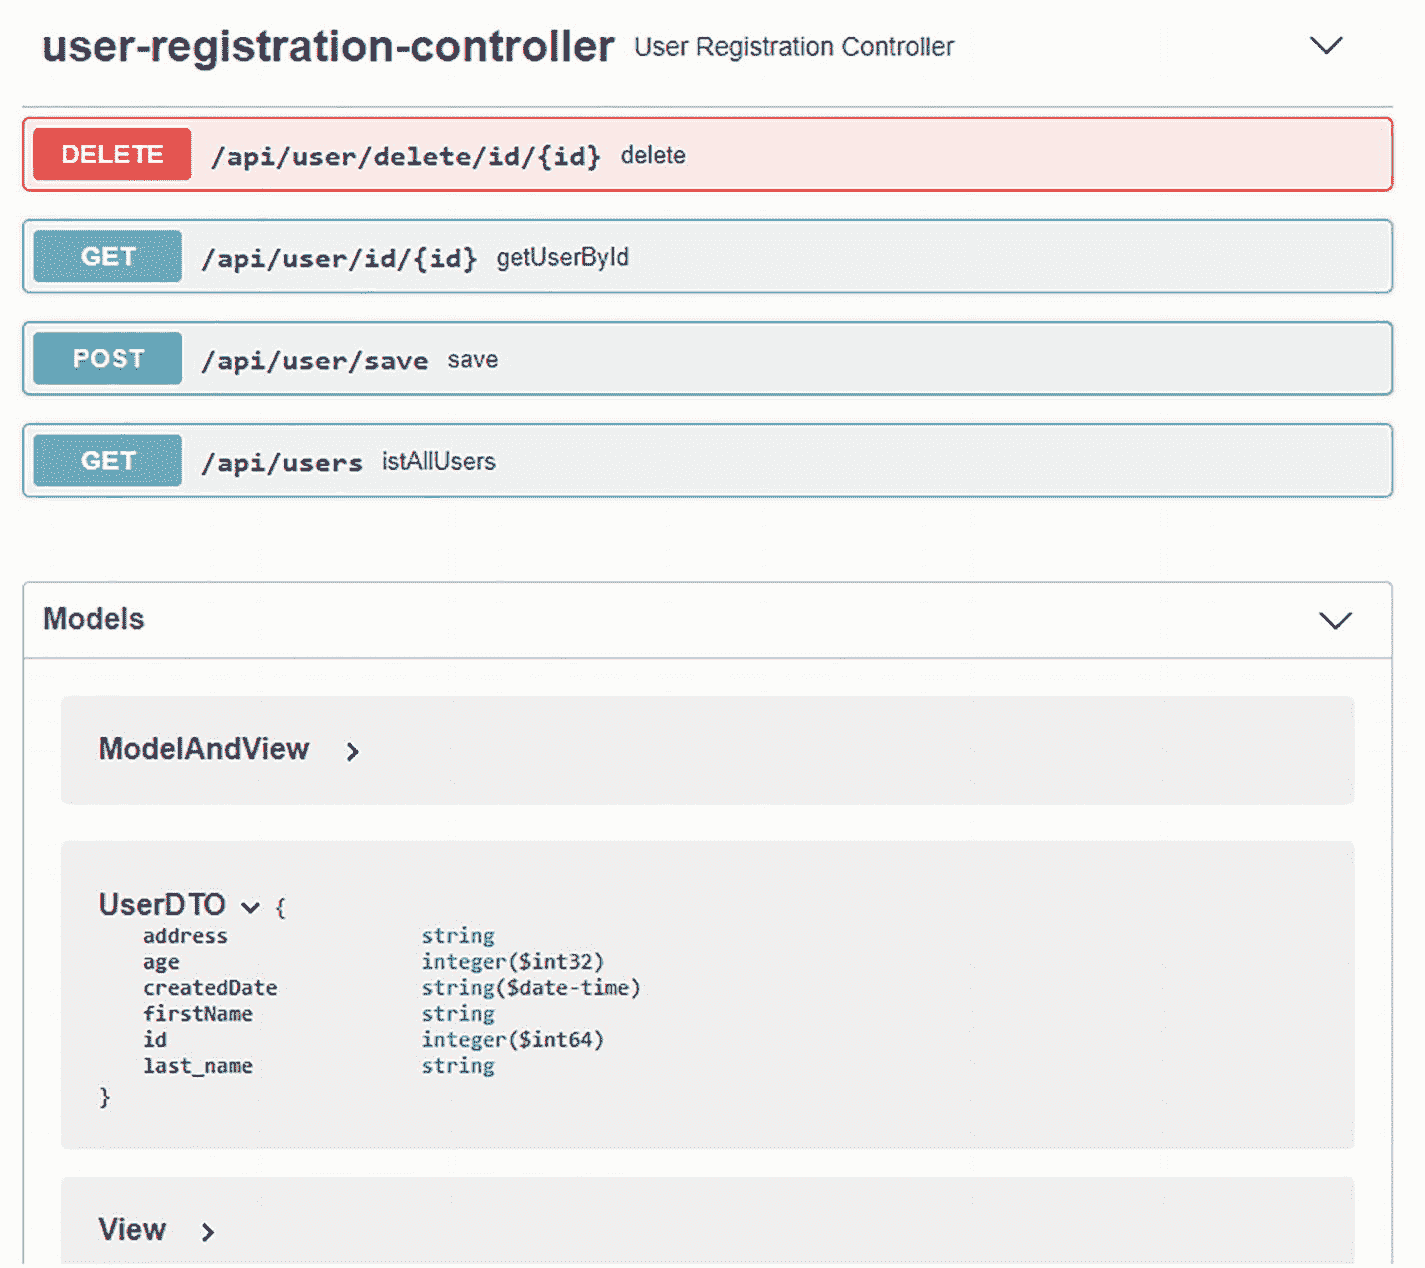 user-registration-controller User Registration Controller
DELETE /api/user/delete/id/{id} delete
GET /api/user/id/{id} getUserById
POST /api/user/save save
GET /api/users istAllUsers
Models
ModelAndView
UserDTO {
address string
age integer($int32)
createdDate string($date-time)
firstName string
id integer($int64)
last_name string
}
View